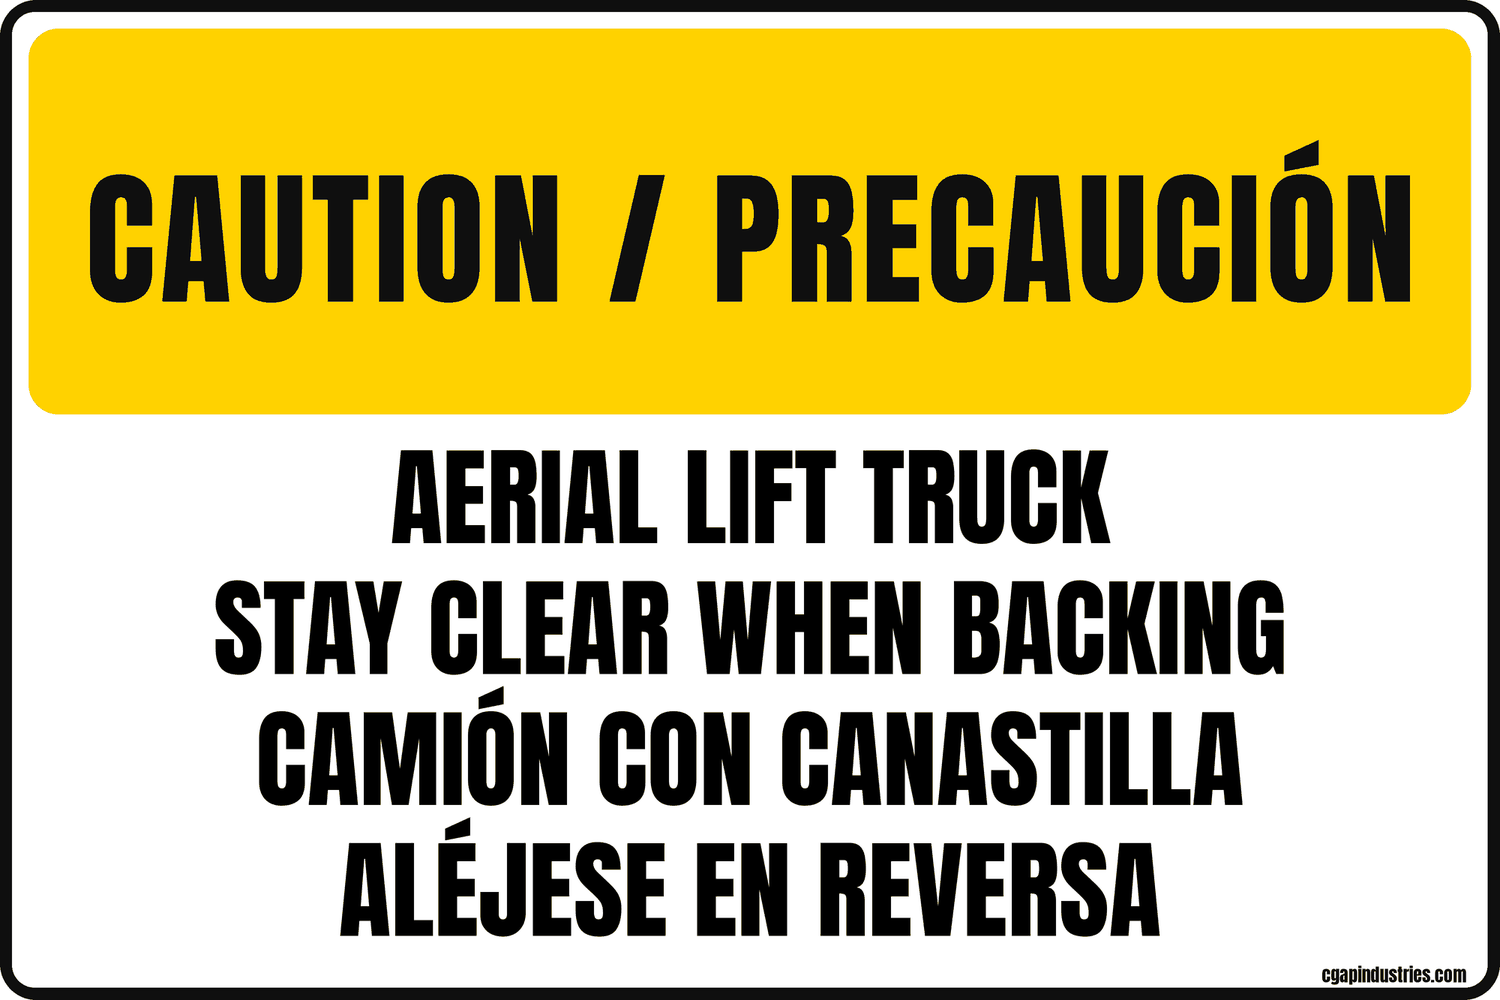 CAUTION / PRECAUCIÓN
AERIAL LIFT TRUCK
STAY CLEAR WHEN BACKING
CAMIÓN CON CANASTILLA
ALÉJESE EN REVERSA
cgapindustries.com